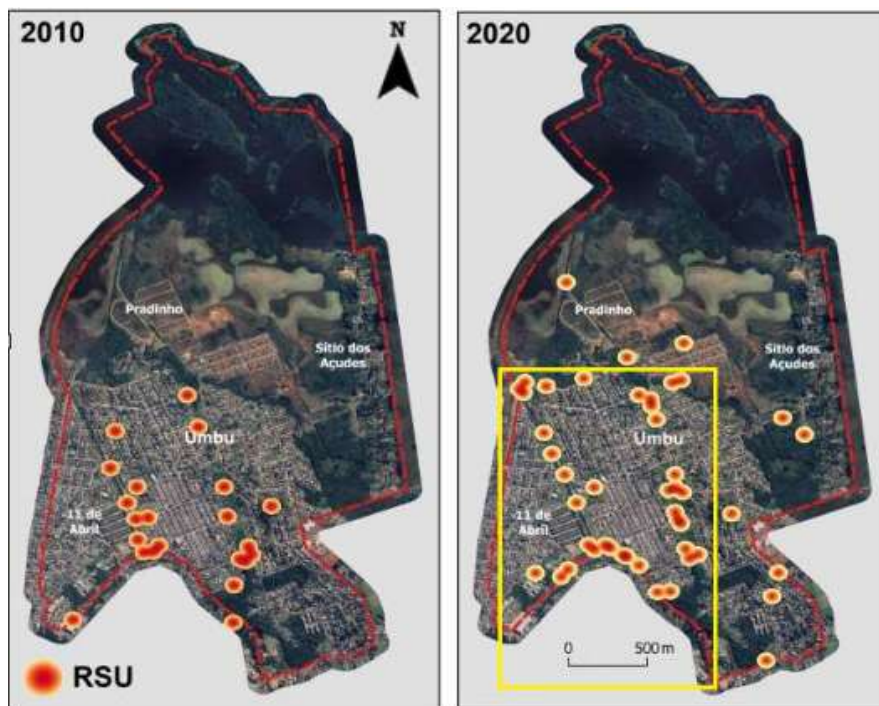 2010
N
Pradinho
Sítio dos
Açudes
Umbu
11 de
Abril
RSU
2020
Pradinho
Sítio dos
Açudes
Umbu
11 de
Abril
0 500 m